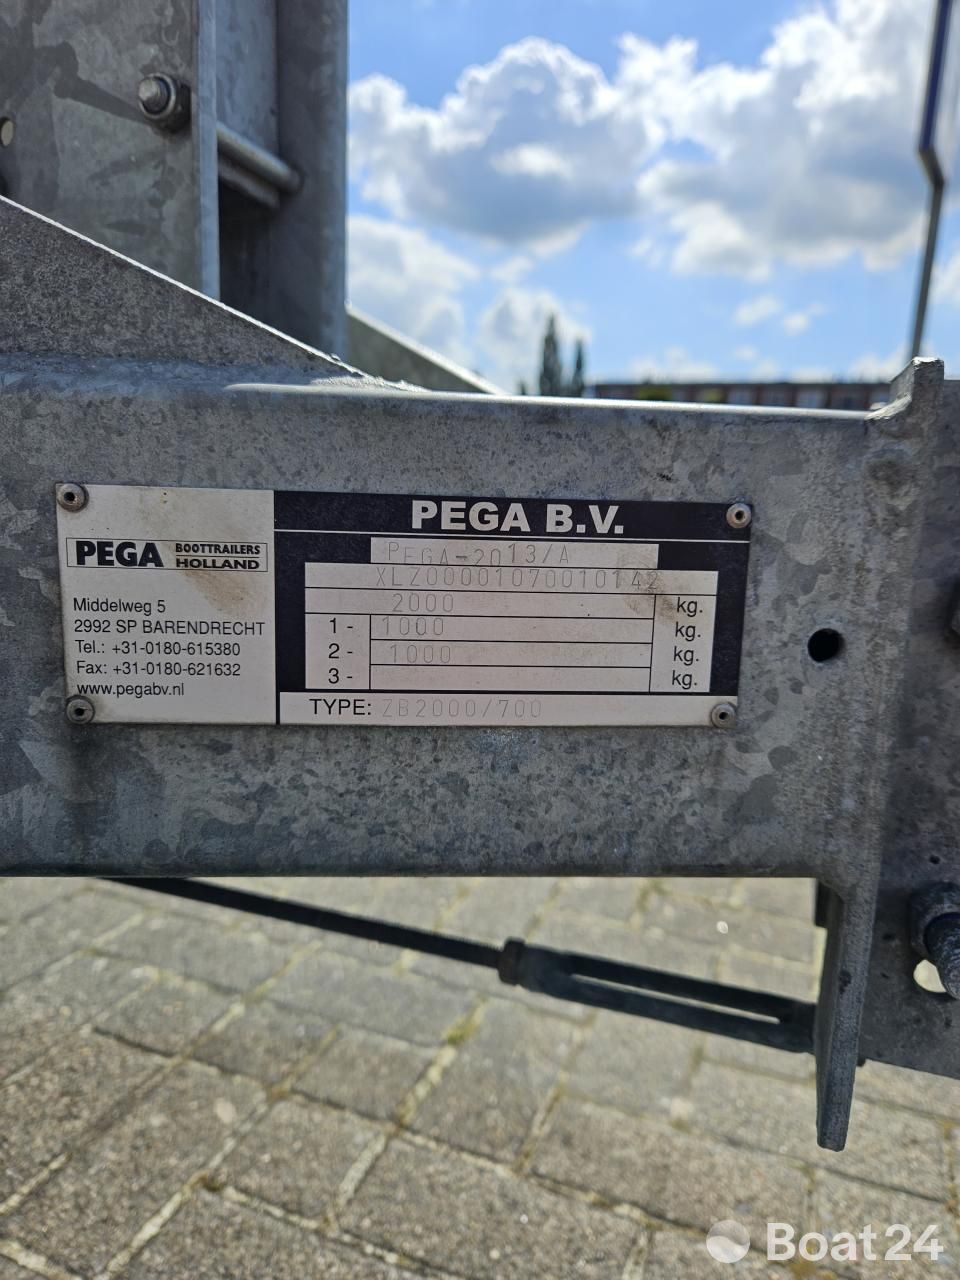 PEGA BOOTTRAILERS HOLLAND
Middelweg 5
2992 SP BARENDRECHT
Tel.: +31-0180-615380
Fax: +31-0180-621632
www.pegabv.nl
PEGA B.V.
PEGA-2013/A
XLZ00001070010142
2000 kg.
1 - 1000 kg.
2 - 1000 kg.
3 - kg.
TYPE: ZB2000/700
Boat24